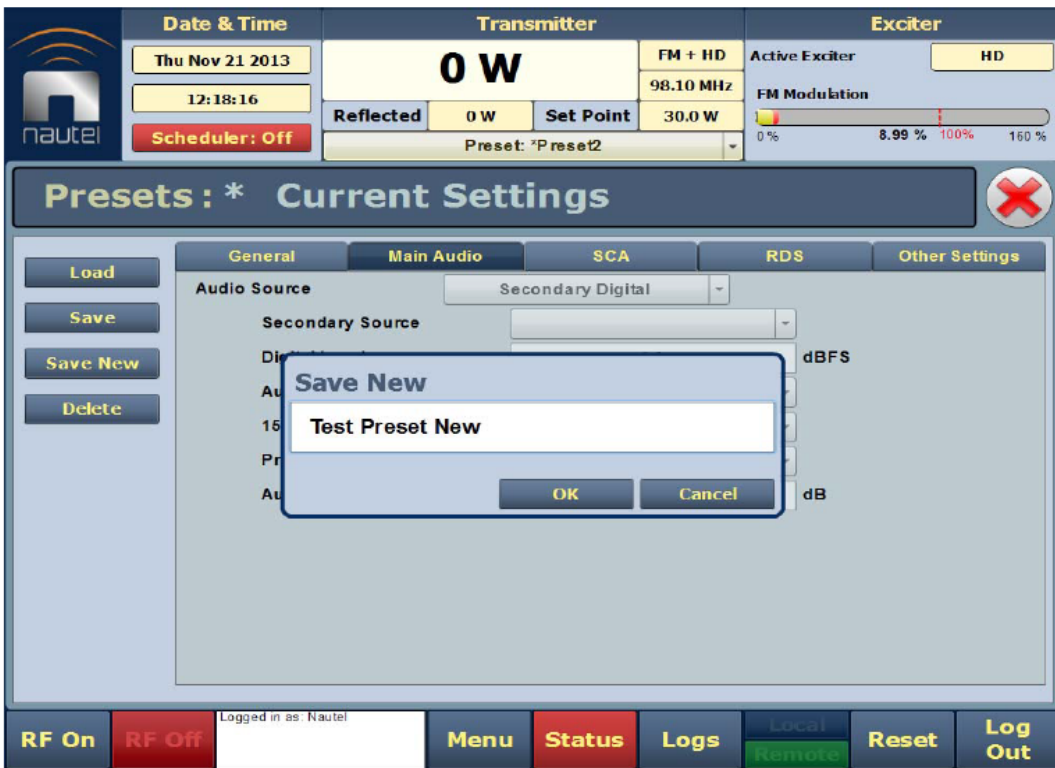 nautel
Date & Time
Thu Nov 21 2013
12:18:16
Scheduler: Off
Transmitter
0 W
FM + HD
98.10 MHz
Reflected 0 W Set Point 30.0 W
Preset: *Preset2
Exciter
Active Exciter HD
FM Modulation
0 % 8.99 % 100% 160 %
Presets : * Current Settings
Load
Save
Save New
Delete
General Main Audio SCA RDS Other Settings
Audio Source Secondary Digital
Secondary Source
dBFS
Save New
Test Preset New
OK Cancel
15
dB
RF On RF Off
Logged in as: Nautel
Menu Status Logs
Local
Remote
Reset
Log
Out